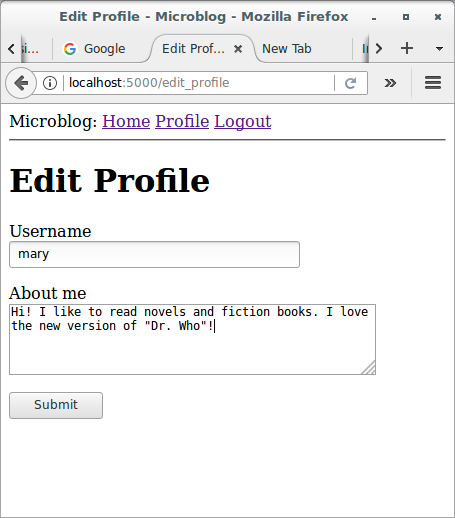 Edit Profile - Microblog - Mozilla Firefox
si... Google Edit Prof... New Tab
localhost:5000/edit_profile
Microblog: Home Profile Logout
Edit Profile
Username
mary
About me
Hi! I like to read novels and fiction books. I love
the new version of "Dr. Who"!
Submit